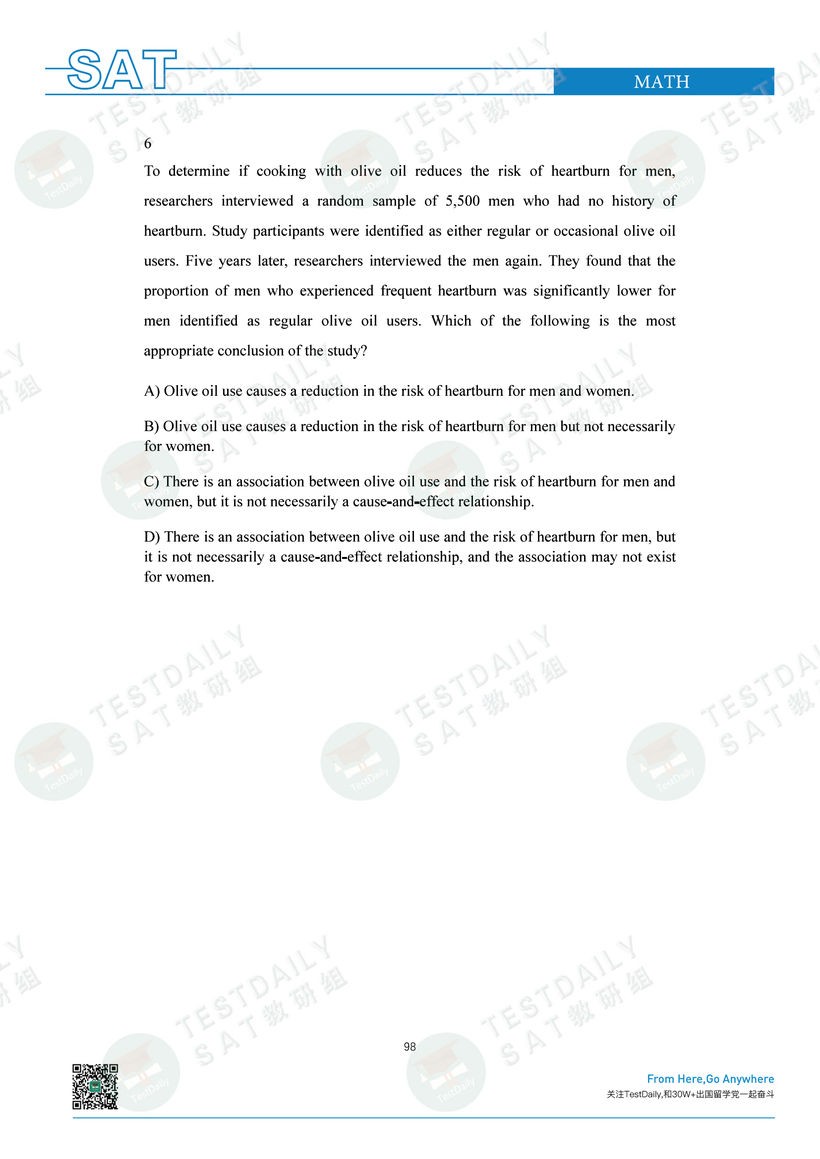 SAT
MATH
6
To determine if cooking with olive oil reduces the risk of heartburn for men,
researchers interviewed a random sample of 5,500 men who had no history of
heartburn. Study participants were identified as either regular or occasional olive oil
users. Five years later, researchers interviewed the men again. They found that the
proportion of men who experienced frequent heartburn was significantly lower for
men identified as regular olive oil users. Which of the following is the most
appropriate conclusion of the study?
A) Olive oil use causes a reduction in the risk of heartburn for men and women.
B) Olive oil use causes a reduction in the risk of heartburn for men but not necessarily
for women.
C) There is an association between olive oil use and the risk of heartburn for men and
women, but it is not necessarily a cause-and-effect relationship.
D) There is an association between olive oil use and the risk of heartburn for men, but
it is not necessarily a cause-and-effect relationship, and the association may not exist
for women.
TESTDAILY
SAT教研组
TestDaily
98
From Here,Go Anywhere
关注TestDaily,和30W+出国留学党一起奋斗